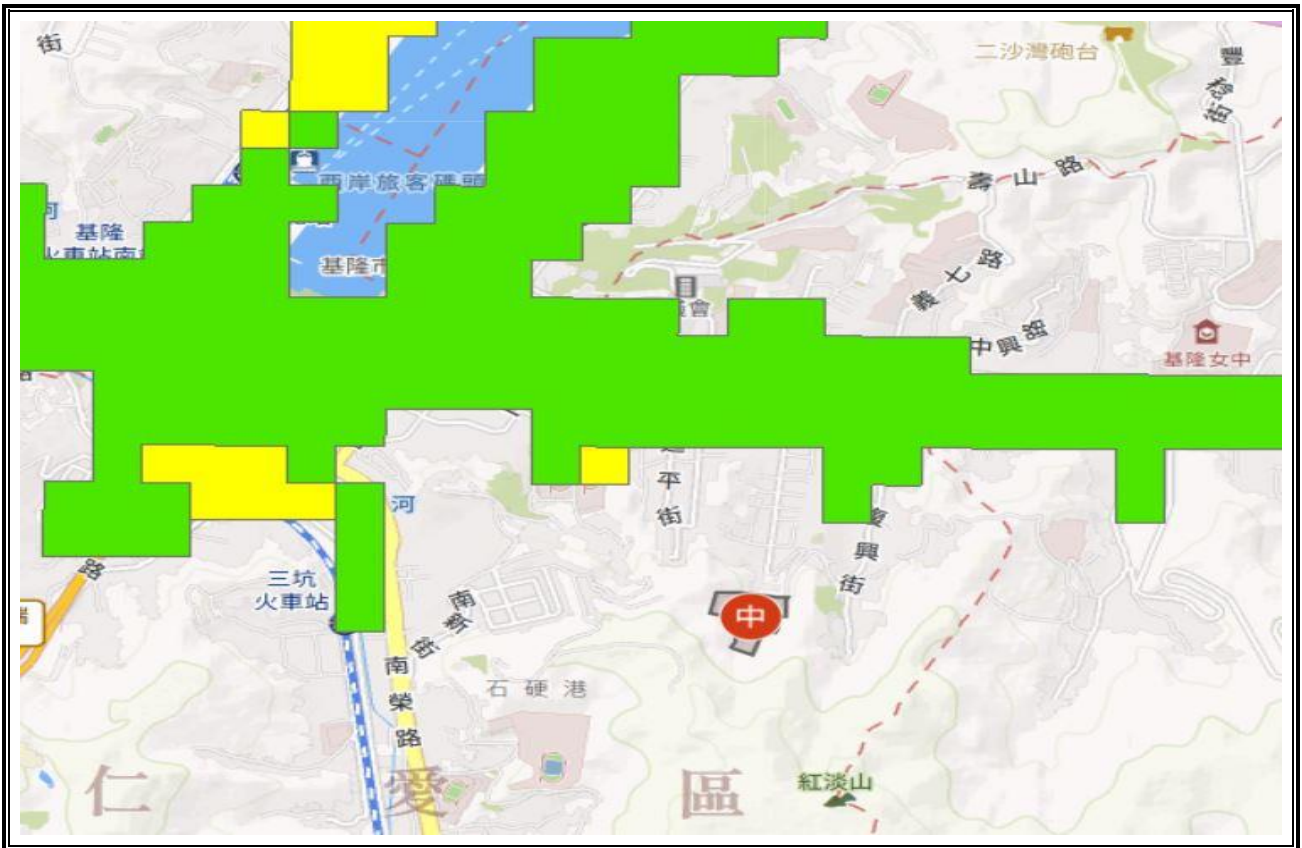 街
二沙灣砲台
豐稔街
兩岸旅客碼頭
壽山路
河
基隆
火車站南
基隆市
會
義七路
中興路
基隆女中
平街
河
復興街
路
三坑
火車站
南新街
中
南榮路
石硬港
紅淡山
仁愛區